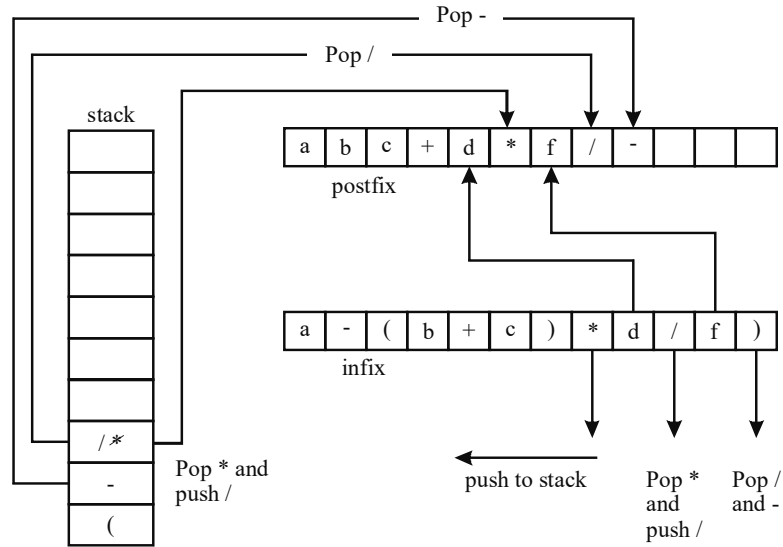 Pop -
Pop /
stack
a b c + d * f / -
postfix
a - ( b + c ) * d / f )
infix
/ *
-
(
Pop * and
push /
push to stack
Pop *
and
push /
Pop /
and -